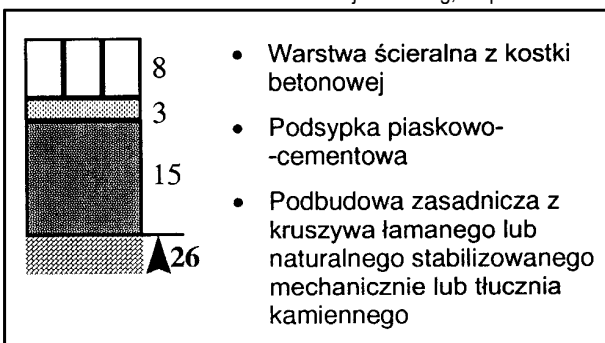 8
3
15
26
• Warstwa ścieralna z kostki
betonowej
• Podsypka piaskowo-
-cementowa
• Podbudowa zasadnicza z
kruszywa łamanego lub
naturalnego stabilizowanego
mechanicznie lub tłucznia
kamiennego